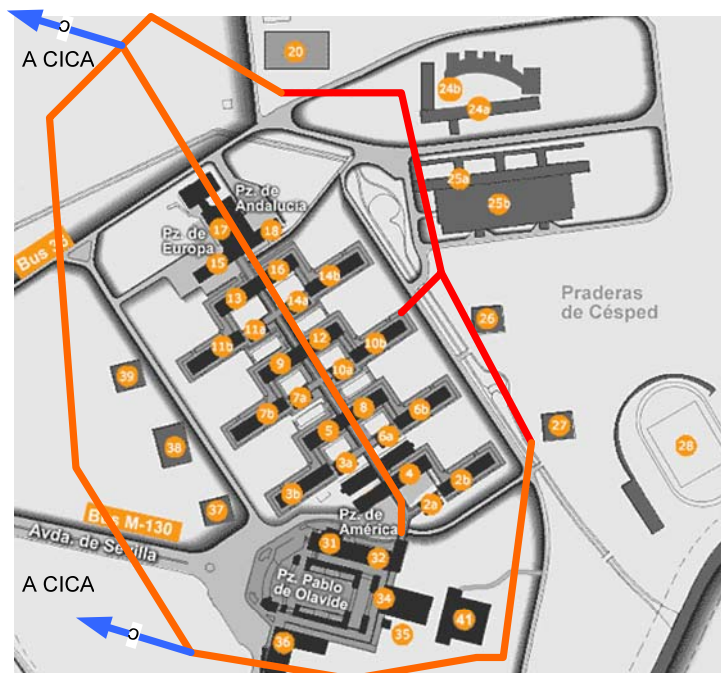 A CICA
20
24b
24a
25a
25b
Pz. de
Andalucía
17
18
Pz. de
Europa
15
16
14b
13
14a
Bus 38
Praderas
de Césped
26
11a
11b
12
10b
9
10a
39
7a
7b
8
6b
5
6a
27
28
38
3a
4
3b
2b
2a
37
Bus M-130
Pz. de
América
Avda. de Sevilla
31
32
Pz. Pablo
de Olavide
A CICA
34
41
35
36